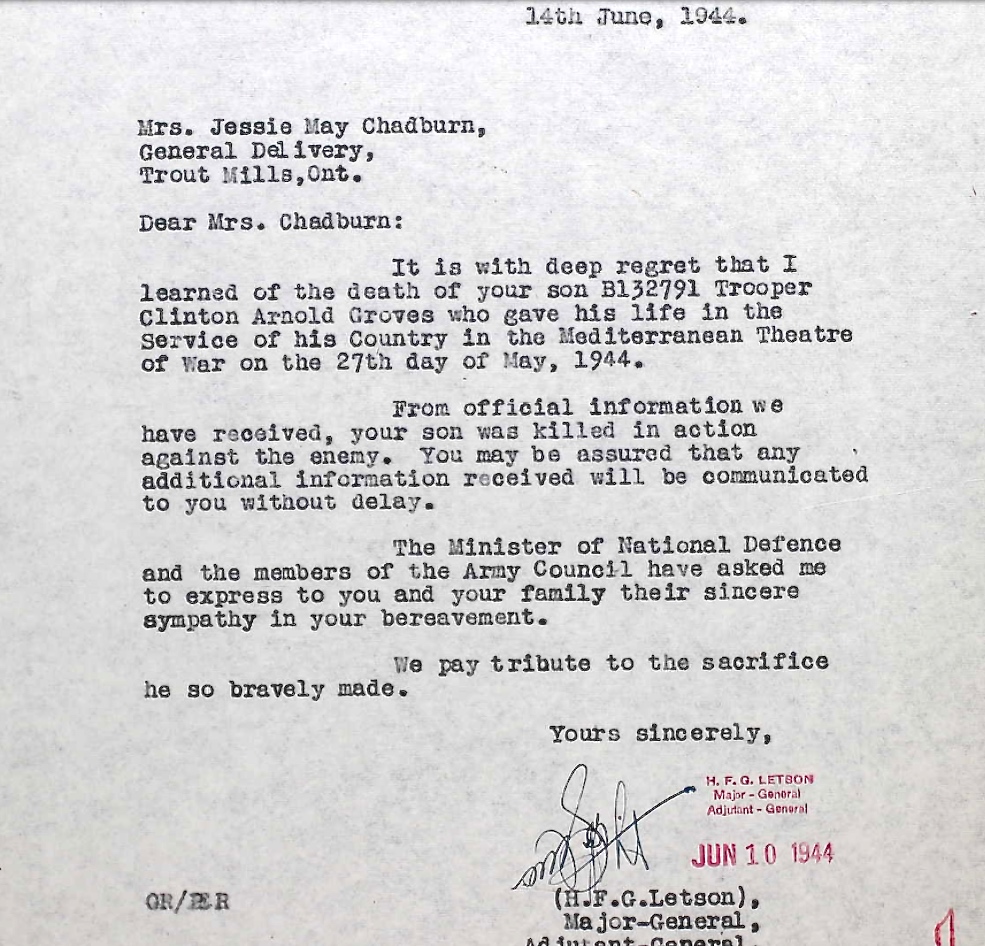 14th June, 1944.
Mrs. Jessie May Chadburn,
General Delivery,
Trout Mills,Ont.
Dear Mrs. Chadburn:
It is with deep regret that I
learned of the death of your son B132791 Trooper
Clinton Arnold Groves who gave his life in the
Service of his Country in the Mediterranean Theatre
of War on the 27th day of May, 1944.
From official information we
have received, your son was killed in action
against the enemy. You may be assured that any
additional information received will be communicated
to you without delay.
The Minister of National Defence
and the members of the Army Council have asked me
to express to you and your family their sincere
sympathy in your bereavement.
We pay tribute to the sacrifice
he so bravely made.
Yours sincerely,
H. F. G. LETSON
Major - General
Adjutant - General
JUN 10 1944
(H.F.G.Letson),
Major-General,
Adjutant-General.